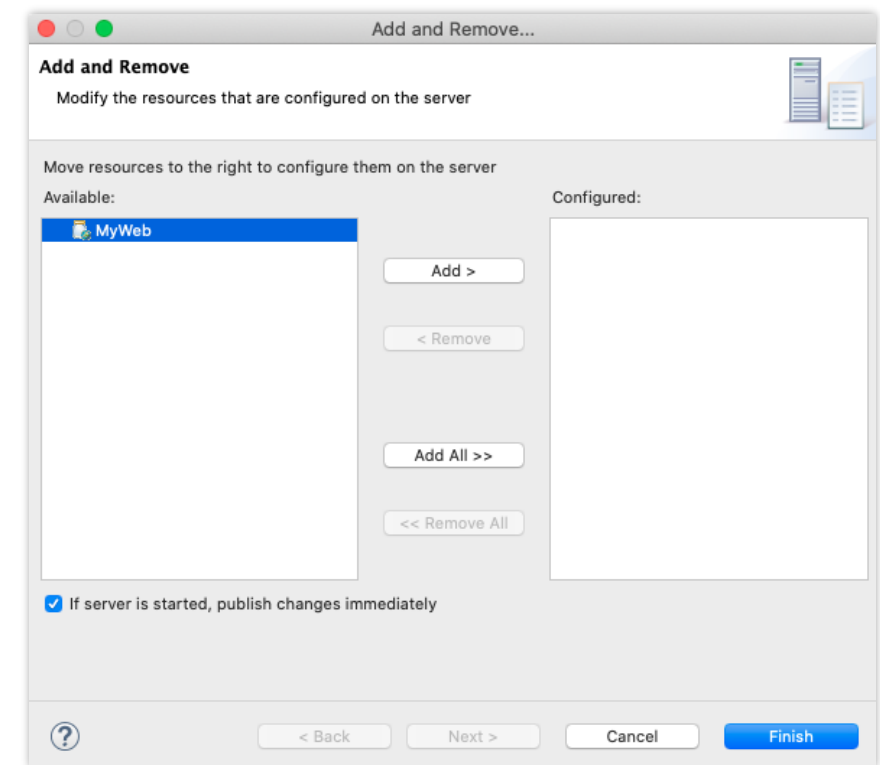 Add and Remove...
Add and Remove
Modify the resources that are configured on the server
Move resources to the right to configure them on the server
Available:
Configured:
MyWeb
Add >
< Remove
Add All >>
<< Remove All
If server is started, publish changes immediately
?
< Back
Next >
Cancel
Finish